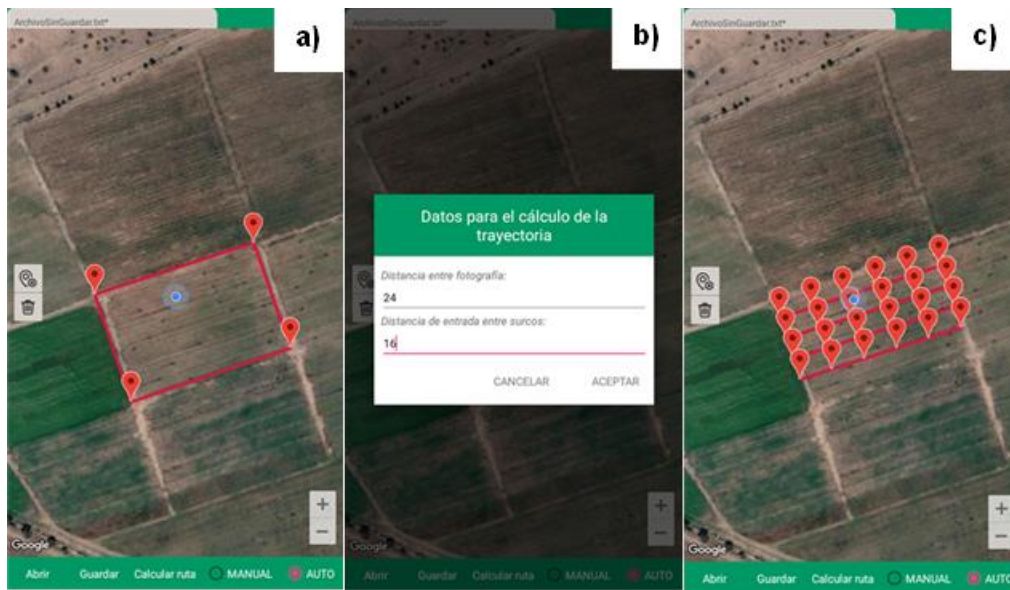 ArchivoSinGuardar.txt*
a)
Google
Abrir Guardar Calcular ruta MANUAL AUTO
ArchivoSinGuardar.txt*
b)
Datos para el cálculo de la
trayectoria
Distancia entre fotografía:
24
Distancia de entrada entre surcos:
16
CANCELAR ACEPTAR
+
−
Google
Abrir Guardar Calcular ruta MANUAL AUTO
ArchivoSinGuardar.txt*
c)
+
−
Google
Abrir Guardar Calcular ruta MANUAL AUTO